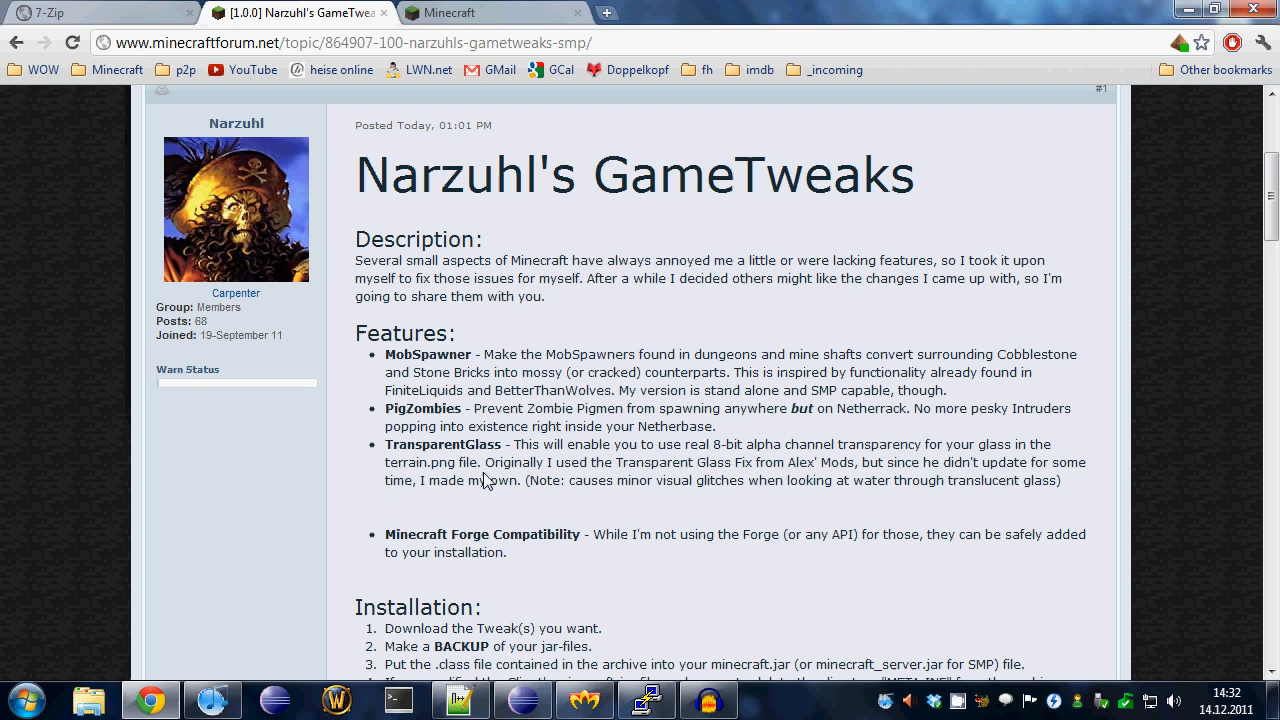 7-Zip
[1.0.0] Narzuhl's GameTwea
Minecraft
www.minecraftforum.net/topic/864907-100-narzuhls-gametweaks-smp/
WOW
Minecraft
p2p
YouTube
heise online
LWN.net
GMail
GCal
Doppelkopf
fh
imdb
_incoming
Other bookmarks
#1
Narzuhl
Carpenter
Group: Members
Posts: 68
Joined: 19-September 11
Warn Status
Posted Today, 01:01 PM
Narzuhl's GameTweaks
Description:
Several small aspects of Minecraft have always annoyed me a little or were lacking features, so I took it upon
myself to fix those issues for myself. After a while I decided others might like the changes I came up with, so I'm
going to share them with you.
Features:
MobSpawner - Make the MobSpawners found in dungeons and mine shafts convert surrounding Cobblestone
and Stone Bricks into mossy (or cracked) counterparts. This is inspired by functionality already found in
FiniteLiquids and BetterThanWolves. My version is stand alone and SMP capable, though.
PigZombies - Prevent Zombie Pigmen from spawning anywhere but on Netherrack. No more pesky Intruders
popping into existence right inside your Netherbase.
TransparentGlass - This will enable you to use real 8-bit alpha channel transparency for your glass in the
terrain.png file. Originally I used the Transparent Glass Fix from Alex' Mods, but since he didn't update for some
time, I made my own. (Note: causes minor visual glitches when looking at water through translucent glass)
Minecraft Forge Compatibility - While I'm not using the Forge (or any API) for those, they can be safely added
to your installation.
Installation:
1. Download the Tweak(s) you want.
2. Make a BACKUP of your jar-files.
3. Put the .class file contained in the archive into your minecraft.jar (or minecraft_server.jar for SMP) file.
14:32
14.12.2011